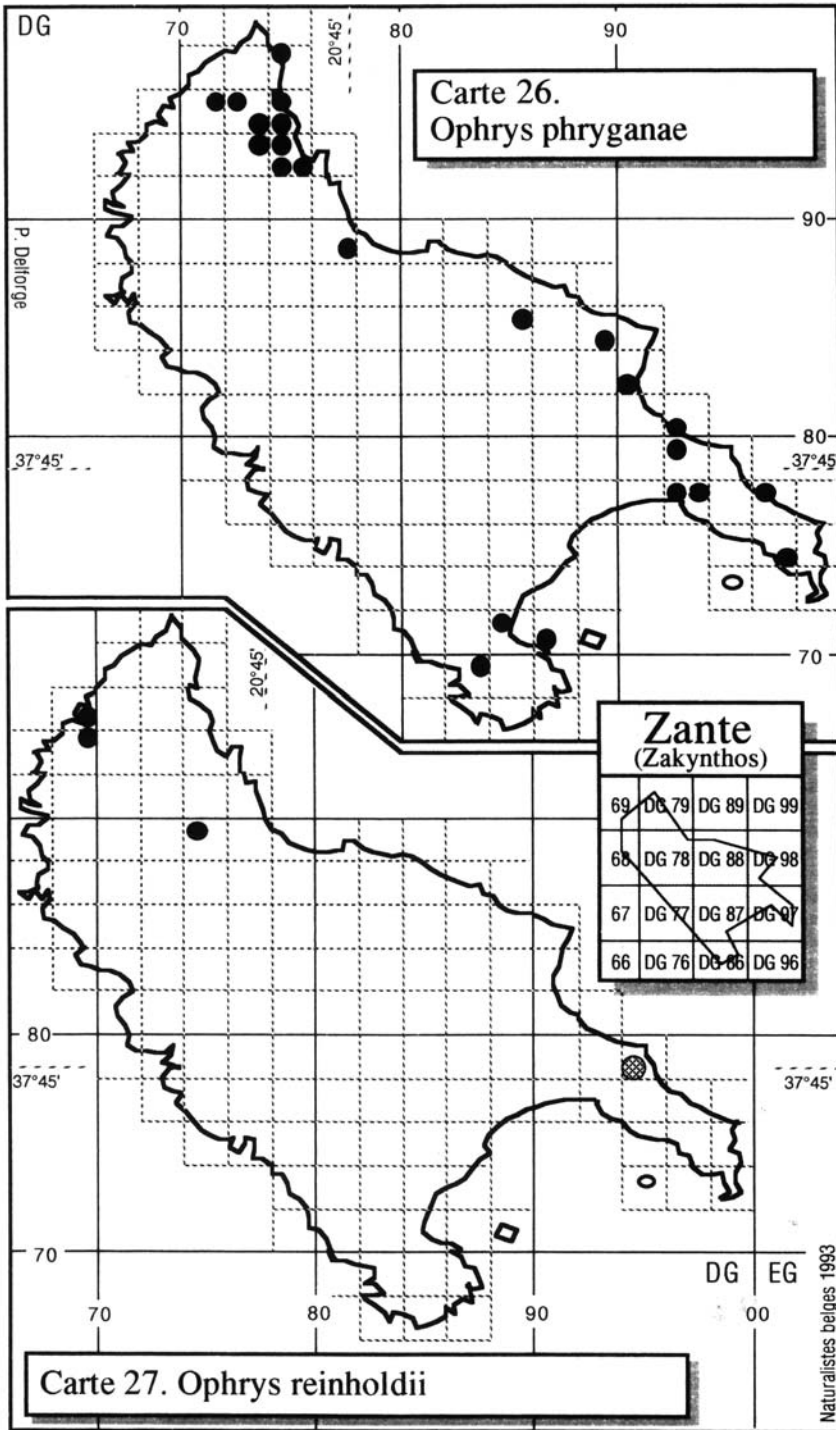 DG
70
80
90
20°45'
Carte 26.
Ophrys phryganae
90
P. Delforge
80
37°45'
37°45'
70
20°45'
Zante
(Zakynthos)
69 DG 79 DG 89 DG 99
68 DG 78 DG 88 DG 98
67 DG 77 DG 87 DG 97
66 DG 76 DG 86 DG 96
80
37°45'
37°45'
70
DG EG
70
80
90
00
Carte 27. Ophrys reinholdii
Naturalistes belges 1993